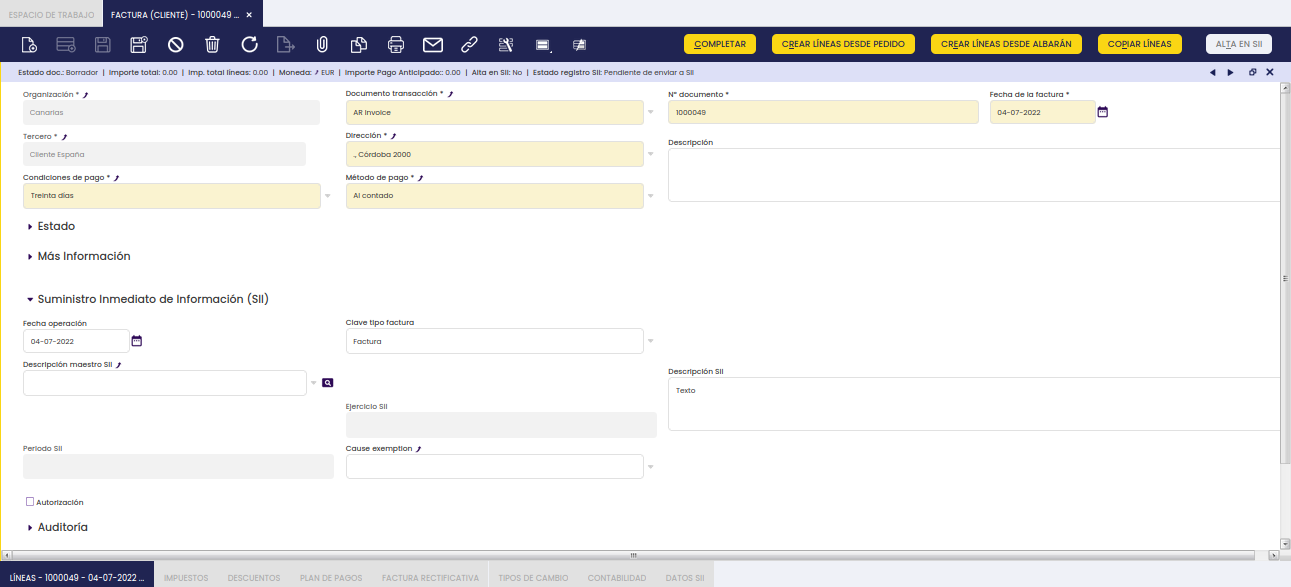 ESPACIO DE TRABAJO
FACTURA (CLIENTE) - 1000049 ...
COMPLETAR
CREAR LÍNEAS DESDE PEDIDO
CREAR LÍNEAS DESDE ALBARÁN
COPIAR LÍNEAS
ALTA EN SII
Estado doc.: Borrador | Importe total: 0.00 | Imp. total líneas: 0.00 | Moneda: EUR | Importe Pago Anticipado:: 0.00 | Alta en SII: No | Estado registro SII: Pendiente de enviar a SII
Organización *
Documento transacción *
Nº documento *
Fecha de la factura *
Canarias
AR Invoice
1000049
04-07-2022
Tercero *
Dirección *
Descripción
Cliente España
., Córdoba 2000
Condiciones de pago *
Método de pago *
Treinta días
Al contado
Estado
Más Información
Suministro Inmediato de Información (SII)
Fecha operación
Clave tipo factura
04-07-2022
Factura
Descripción maestro SII
Descripción SII
Texto
Ejercicio SII
Periodo SII
Cause exemption
Autorización
Auditoría
LÍNEAS - 1000049 - 04-07-2022 ...
IMPUESTOS
DESCUENTOS
PLAN DE PAGOS
FACTURA RECTIFICATIVA
TIPOS DE CAMBIO
CONTABILIDAD
DATOS SII